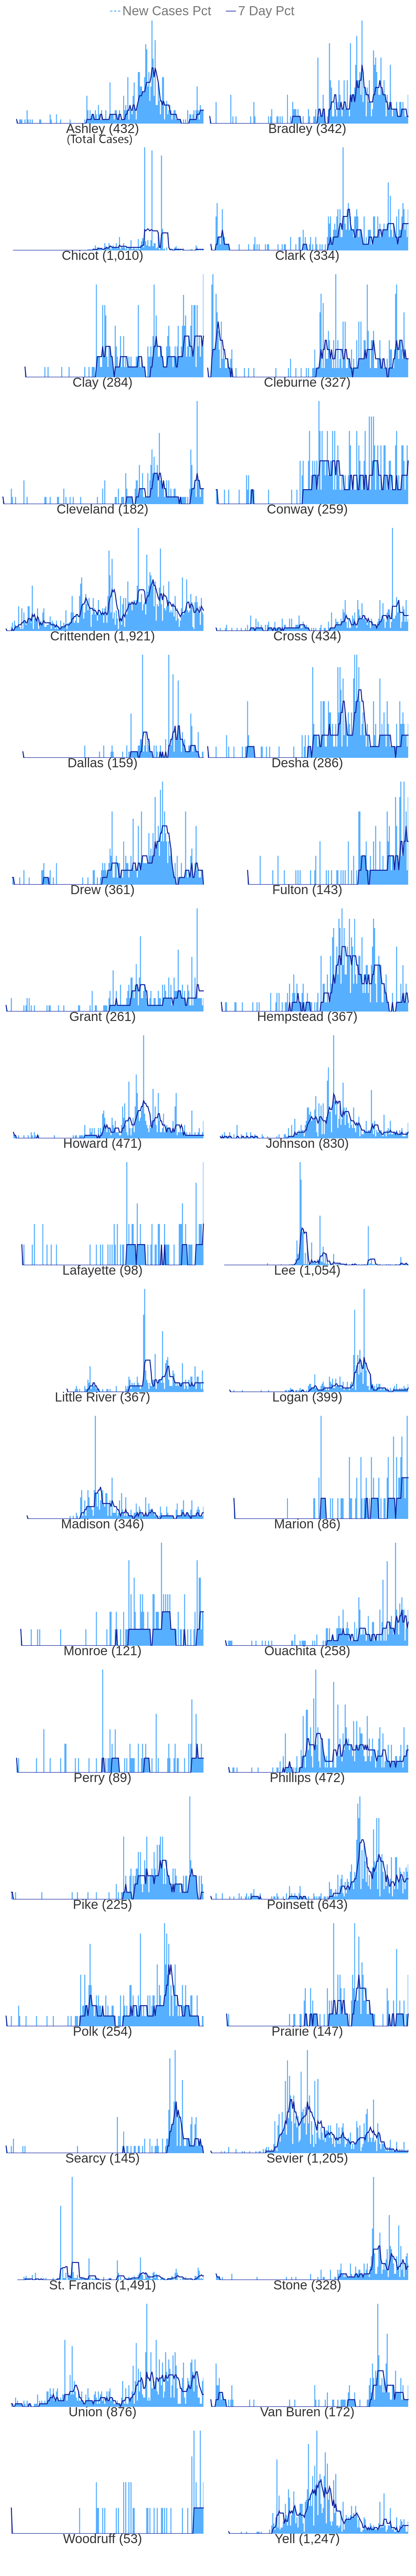 New Cases Pct 7 Day Pct
Ashley (432) Bradley (342)
(Total Cases)
Chicot (1,010) Clark (334)
Clay (284) Cleburne (327)
Cleveland (182) Conway (259)
Crittenden (1,921) Cross (434)
Dallas (159) Desha (286)
Drew (361) Fulton (143)
Grant (261) Hempstead (367)
Howard (471) Johnson (830)
Lafayette (98) Lee (1,054)
Little River (367) Logan (399)
Madison (346) Marion (86)
Monroe (121) Ouachita (258)
Perry (89) Phillips (472)
Pike (225) Poinsett (643)
Polk (254) Prairie (147)
Searcy (145) Sevier (1,205)
St. Francis (1,491) Stone (328)
Union (876) Van Buren (172)
Woodruff (53) Yell (1,247)